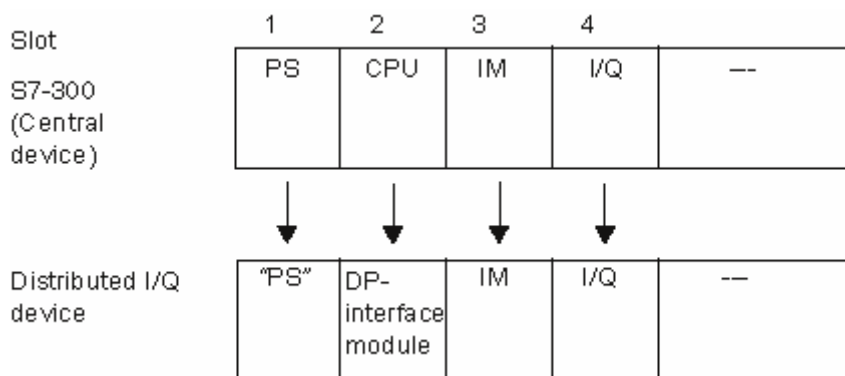 Slot 1 2 3 4
S7-300
(Central
device)
PS CPU IM I/Q ---
Distributed I/Q
device
"PS" DP-
interface
module
IM I/Q ---